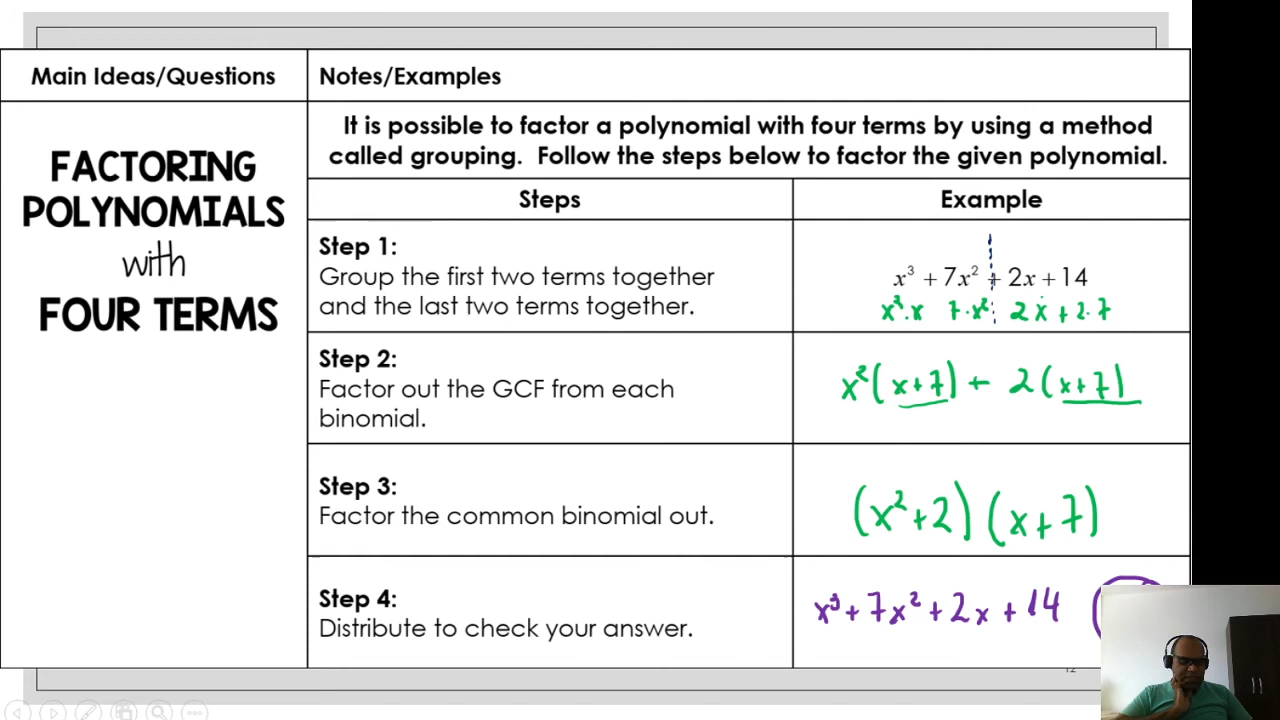 Main Ideas/Questions
Notes/Examples
FACTORING
POLYNOMIALS
with
FOUR TERMS
It is possible to factor a polynomial with four terms by using a method
called grouping. Follow the steps below to factor the given polynomial.
Steps
Example
Step 1:
Group the first two terms together
and the last two terms together.
x³ + 7x² + 2x + 14
x²·x 7·x² 2x + 2·7
Step 2:
Factor out the GCF from each
binomial.
x²(x+7) + 2(x+7)
Step 3:
Factor the common binomial out.
(x²+2)(x+7)
Step 4:
Distribute to check your answer.
x³ + 7x² + 2x + 14